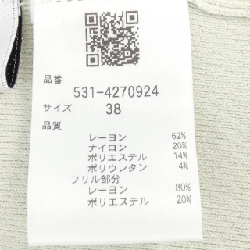 品番
531-4270924
サイズ
38
品質
レーヨン 62%
ナイロン 20%
ポリエステル 14%
ポリウレタン 4%
フリル部分
レーヨン 80%
ポリエステル 20%